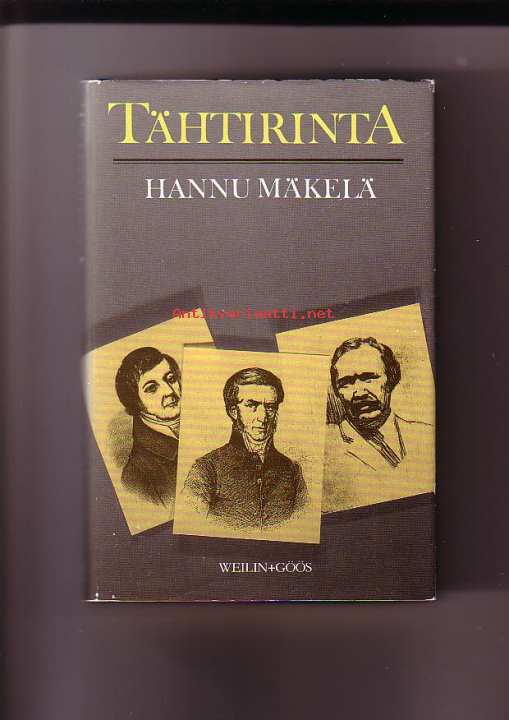 TÄHTIRINTA
HANNU MÄKELÄ
Antikvariaatti.net
WEILIN+GÖÖS